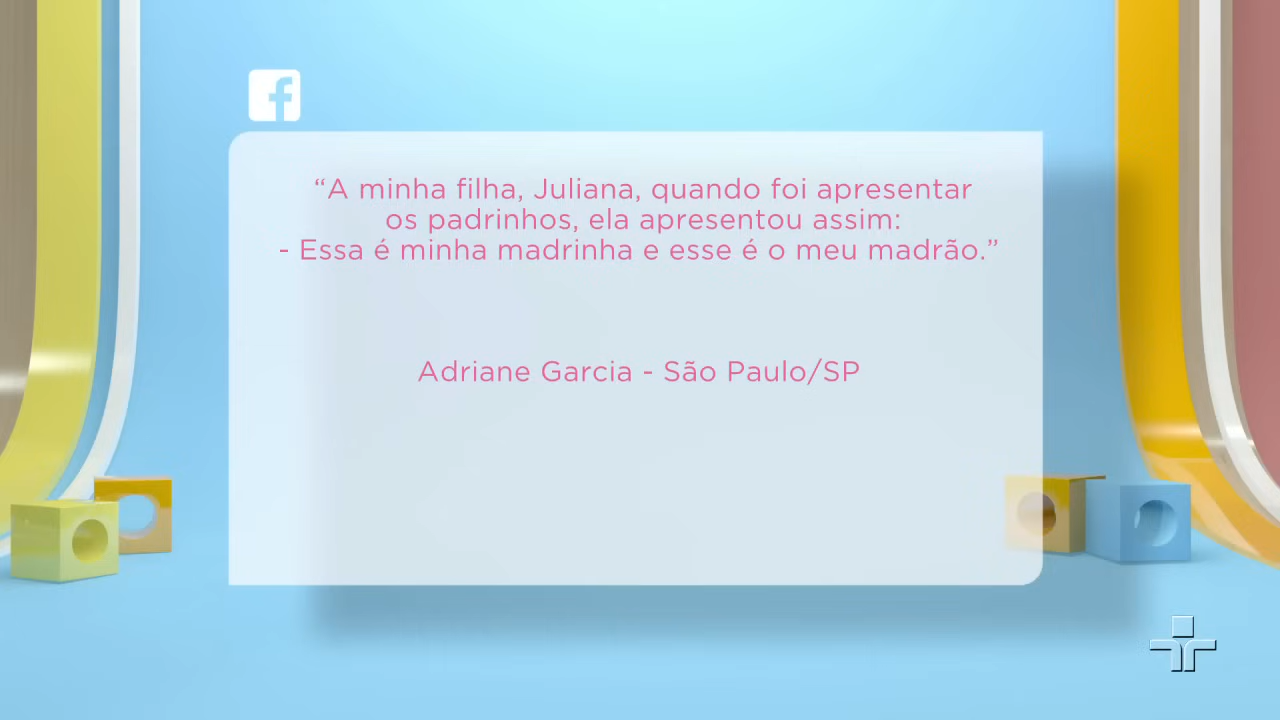 “A minha filha, Juliana, quando foi apresentar
os padrinhos, ela apresentou assim:
- Essa é minha madrinha e esse é o meu madrão.”
Adriane Garcia - São Paulo/SP